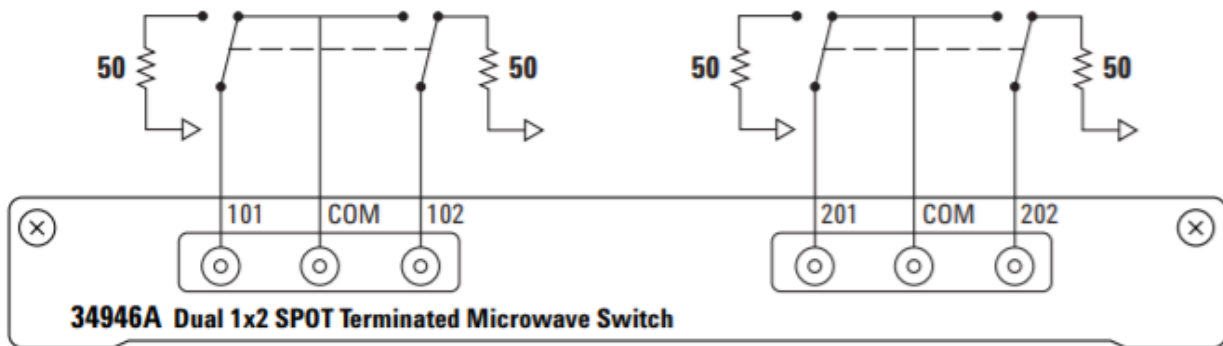 50 50 50 50
101 COM 102 201 COM 202
34946A Dual 1x2 SPOT Terminated Microwave Switch